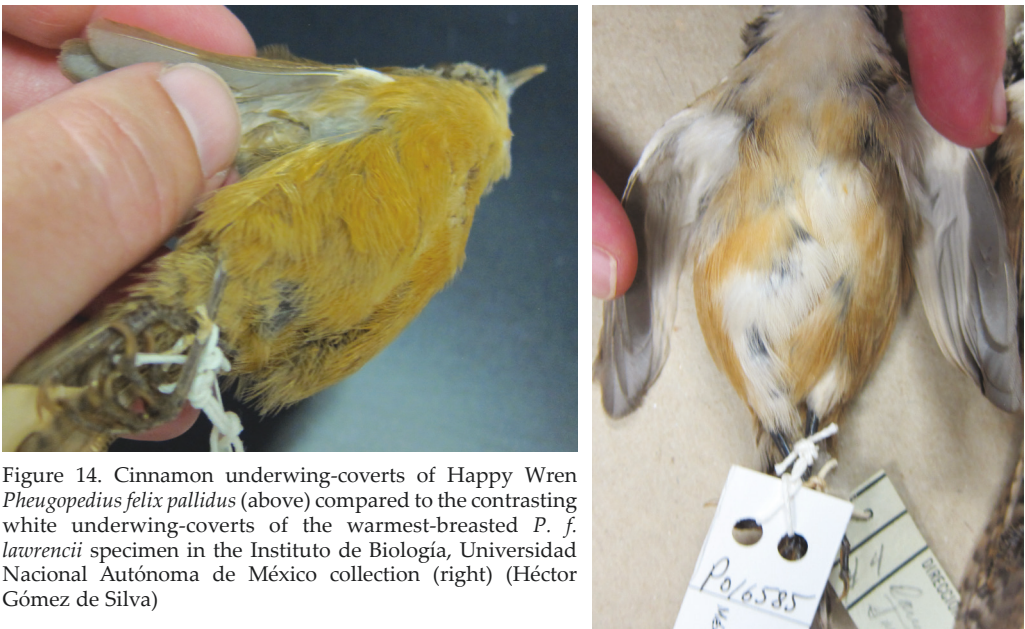 Figure 14. Cinnamon underwing-coverts of Happy Wren
Pheugopedius felix pallidus (above) compared to the contrasting
white underwing-coverts of the warmest-breasted P. f.
lawrencii specimen in the Instituto de Biología, Universidad
Nacional Autónoma de México collection (right) (Héctor
Gómez de Silva)
P016585